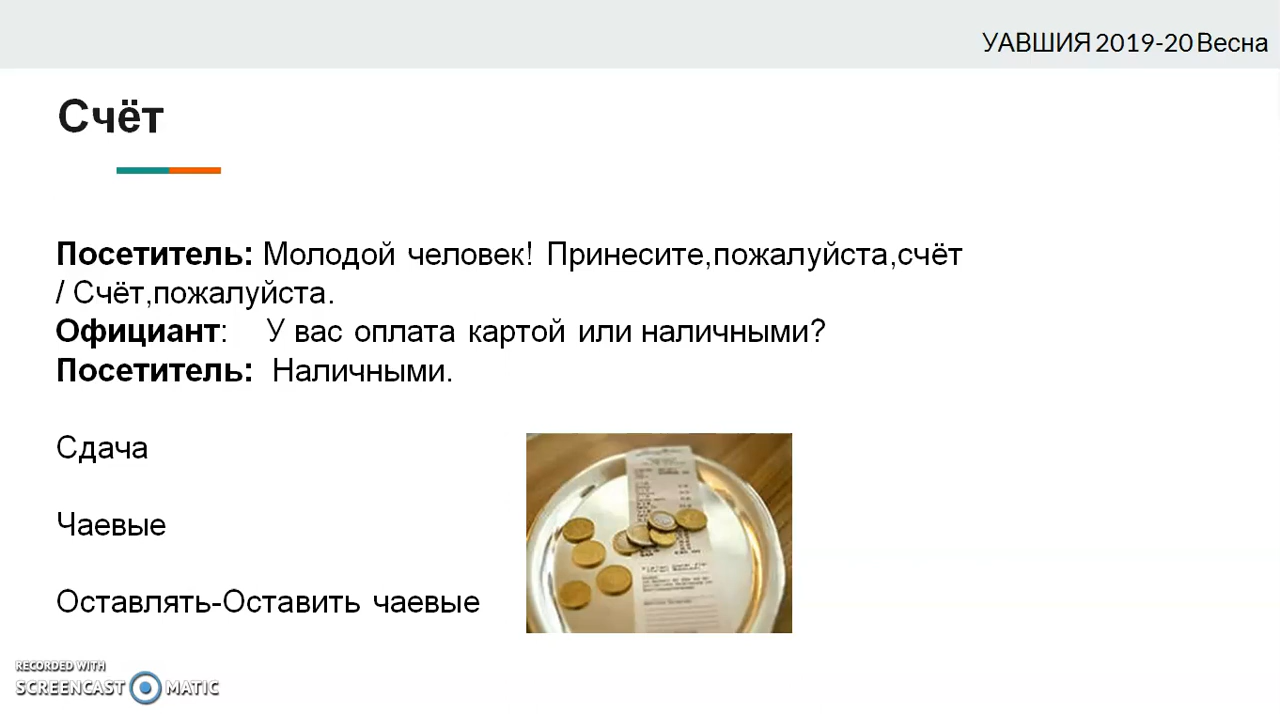 УАВШИЯ 2019-20 Весна
Счёт
Посетитель: Молодой человек! Принесите,пожалуйста,счёт
/ Счёт,пожалуйста.
Официант: У вас оплата картой или наличными?
Посетитель: Наличными.
Сдача
Чаевые
Оставлять-Оставить чаевые
RECORDED WITH
SCREENCAST MATIC